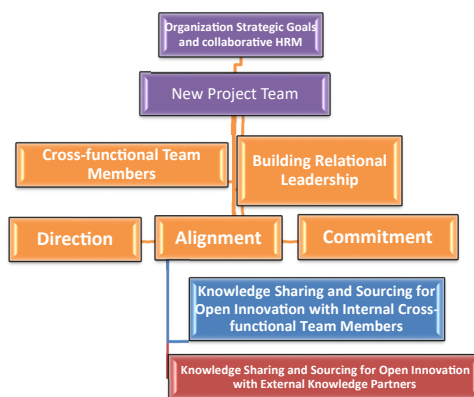 Organization Strategic Goals
and collaborative HRM
New Project Team
Cross-functional Team
Members
Building Relational
Leadership
Direction
Alignment
Commitment
Knowledge Sharing and Sourcing for
Open Innovation with Internal Cross-
functional Team Members
Knowledge Sharing and Sourcing for Open Innovation
with External Knowledge Partners